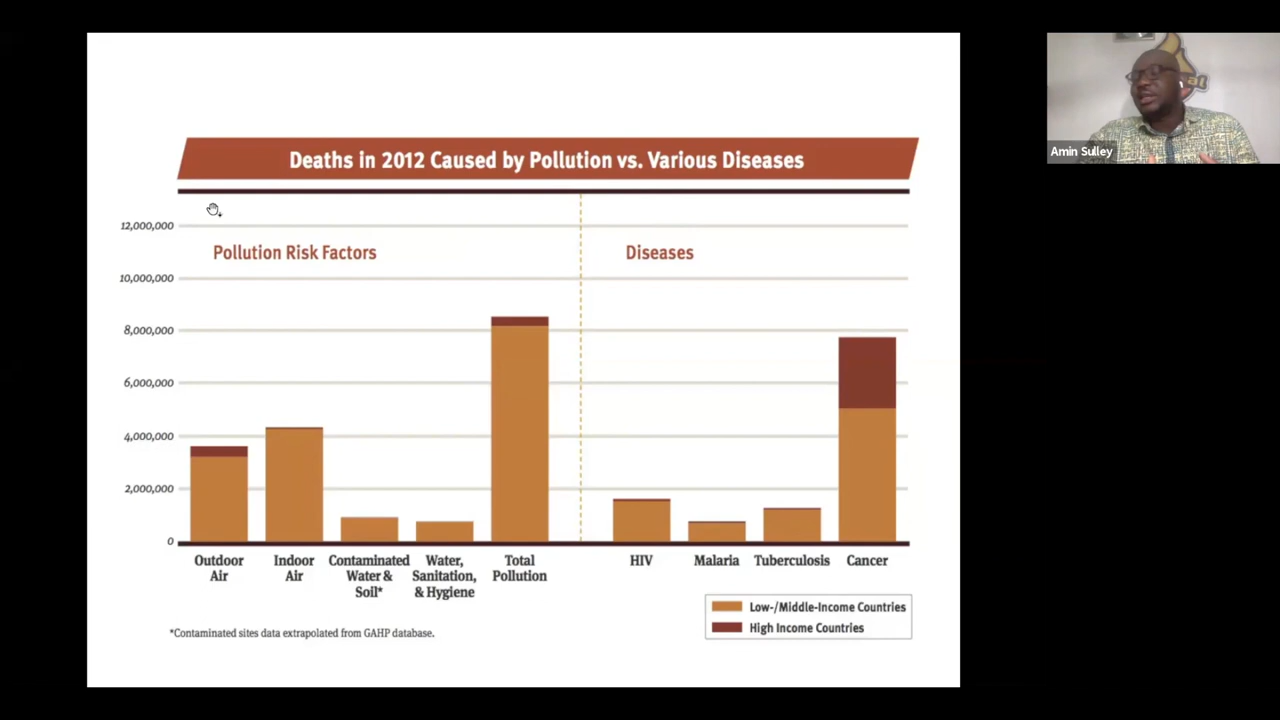 Deaths in 2012 Caused by Pollution vs. Various Diseases
12,000,000
10,000,000
8,000,000
6,000,000
4,000,000
2,000,000
0
Pollution Risk Factors
Diseases
Outdoor
Air
Indoor
Air
Contaminated
Water &
Soil*
Water,
Sanitation,
& Hygiene
Total
Pollution
HIV
Malaria
Tuberculosis
Cancer
Low-/Middle-Income Countries
High Income Countries
*Contaminated sites data extrapolated from GAHP database.
Amin Sulley